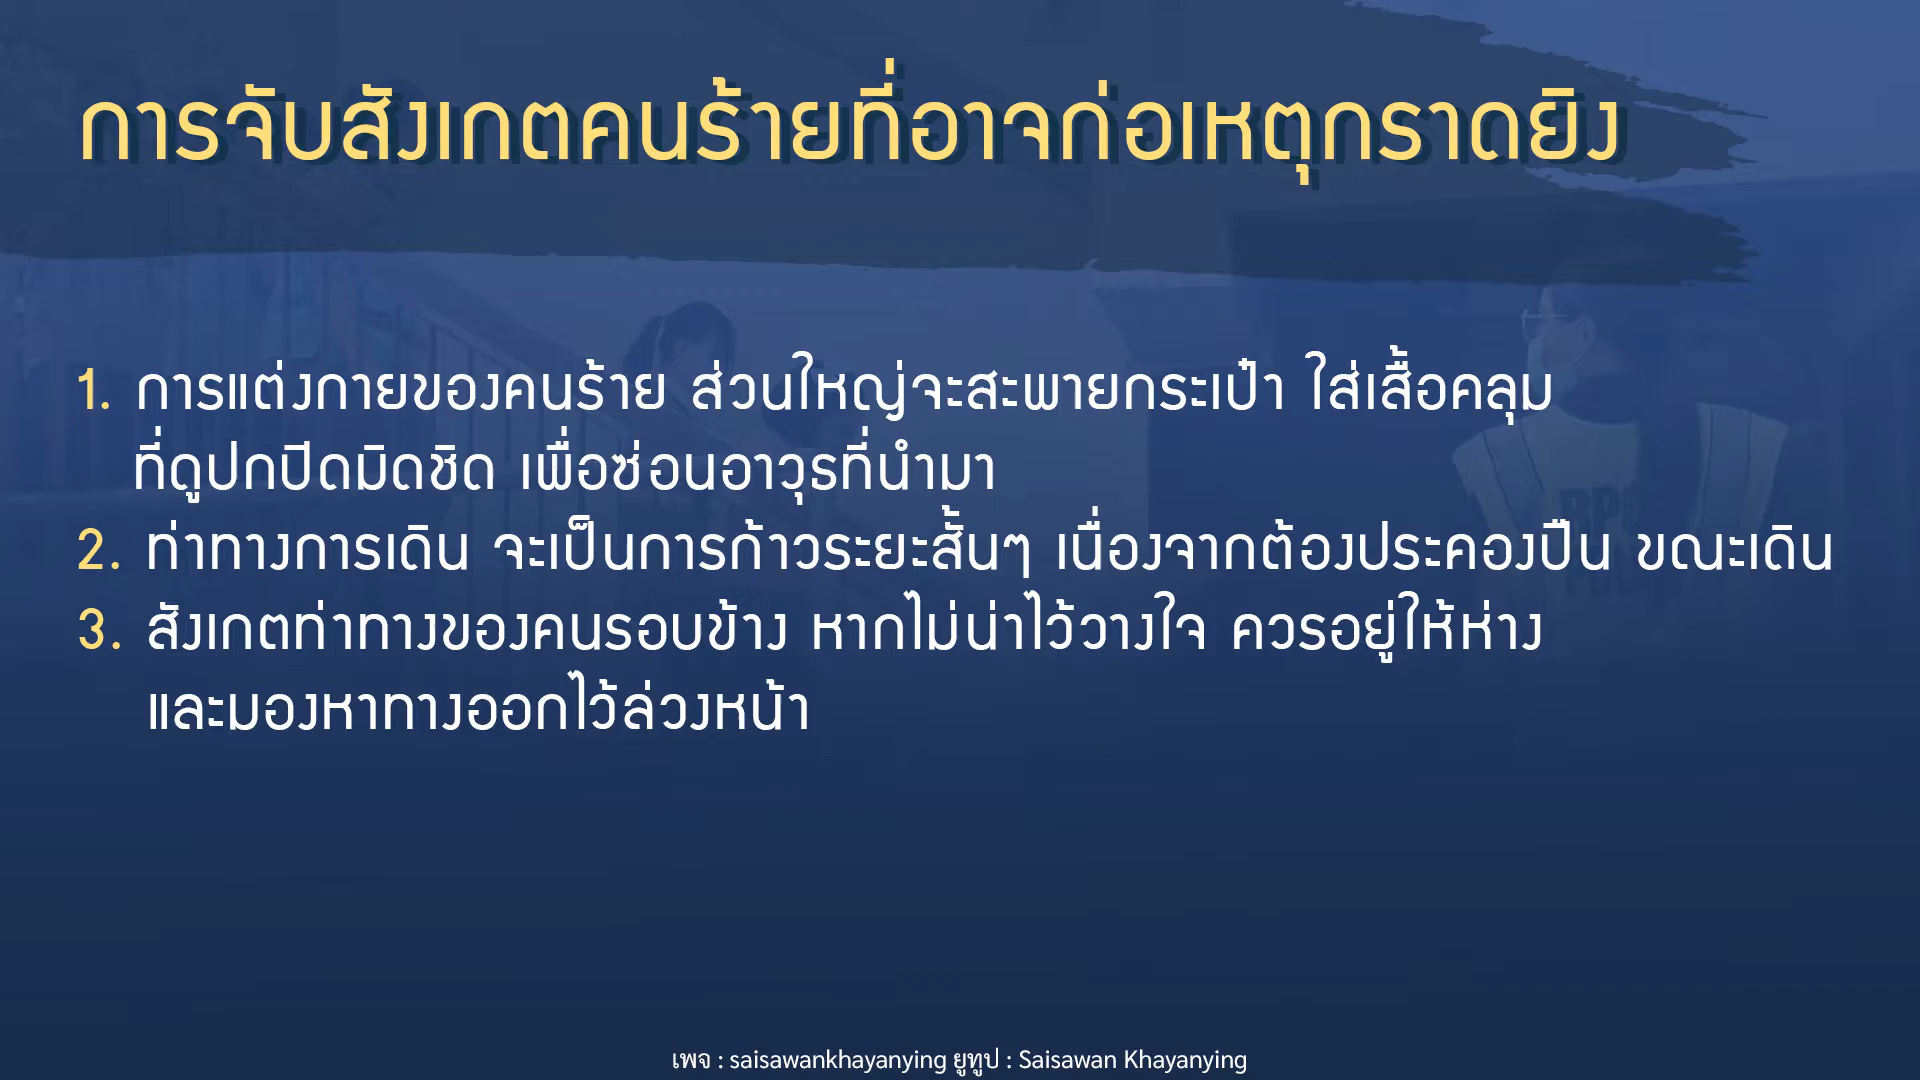 การจับสังเกตคนร้ายที่อาจก่อเหตุกราดยิง
1. การแต่งกายของคนร้าย ส่วนใหญ่จะสะพายกระเป๋า ใส่เสื้อคลุม
ที่ดูปกปิดมิดชิด เพื่อซ่อนอาวุธที่นำมา
2. ท่าทางการเดิน จะเป็นการก้าวระยะสั้นๆ เนื่องจากต้องประคองปืน ขณะเดิน
3. สังเกตท่าทางของคนรอบข้าง หากไม่น่าไว้วางใจ ควรอยู่ให้ห่าง
และมองหาทางออกไว้ล่วงหน้า
เพจ : saisawankhayanying ยูทูป : Saisawan Khayanying